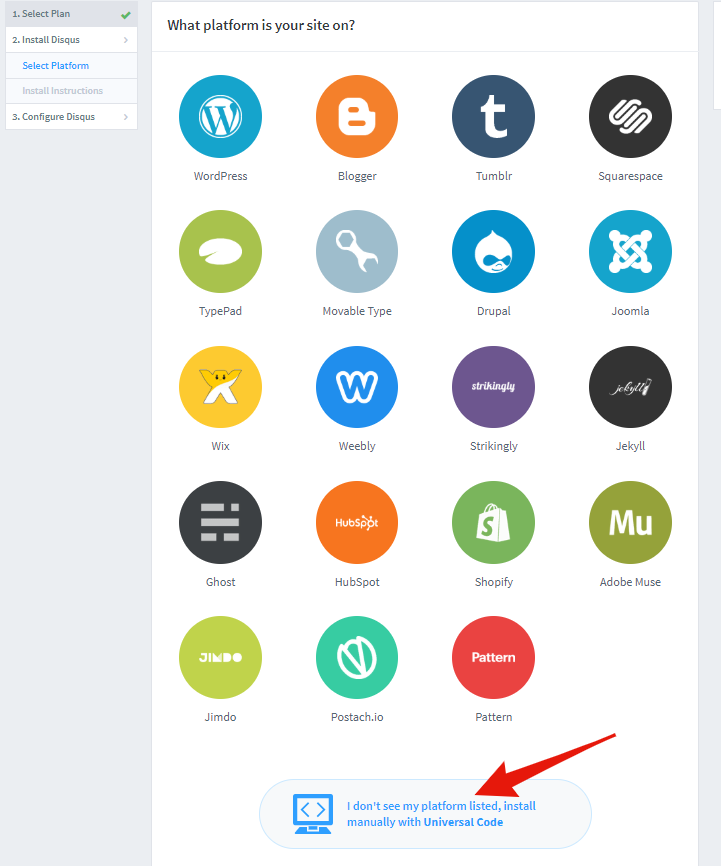 1. Select Plan
2. Install Disqus
Select Platform
Install Instructions
3. Configure Disqus
What platform is your site on?
WordPress
Blogger
Tumblr
Squarespace
TypePad
Movable Type
Drupal
Joomla
strikingly
jekyll
Wix
Weebly
Strikingly
Jekyll
HubSpot
Mu
Ghost
HubSpot
Shopify
Adobe Muse
JIMDO
Pattern
Jimdo
Postach.io
Pattern
I don't see my platform listed, install
manually with Universal Code